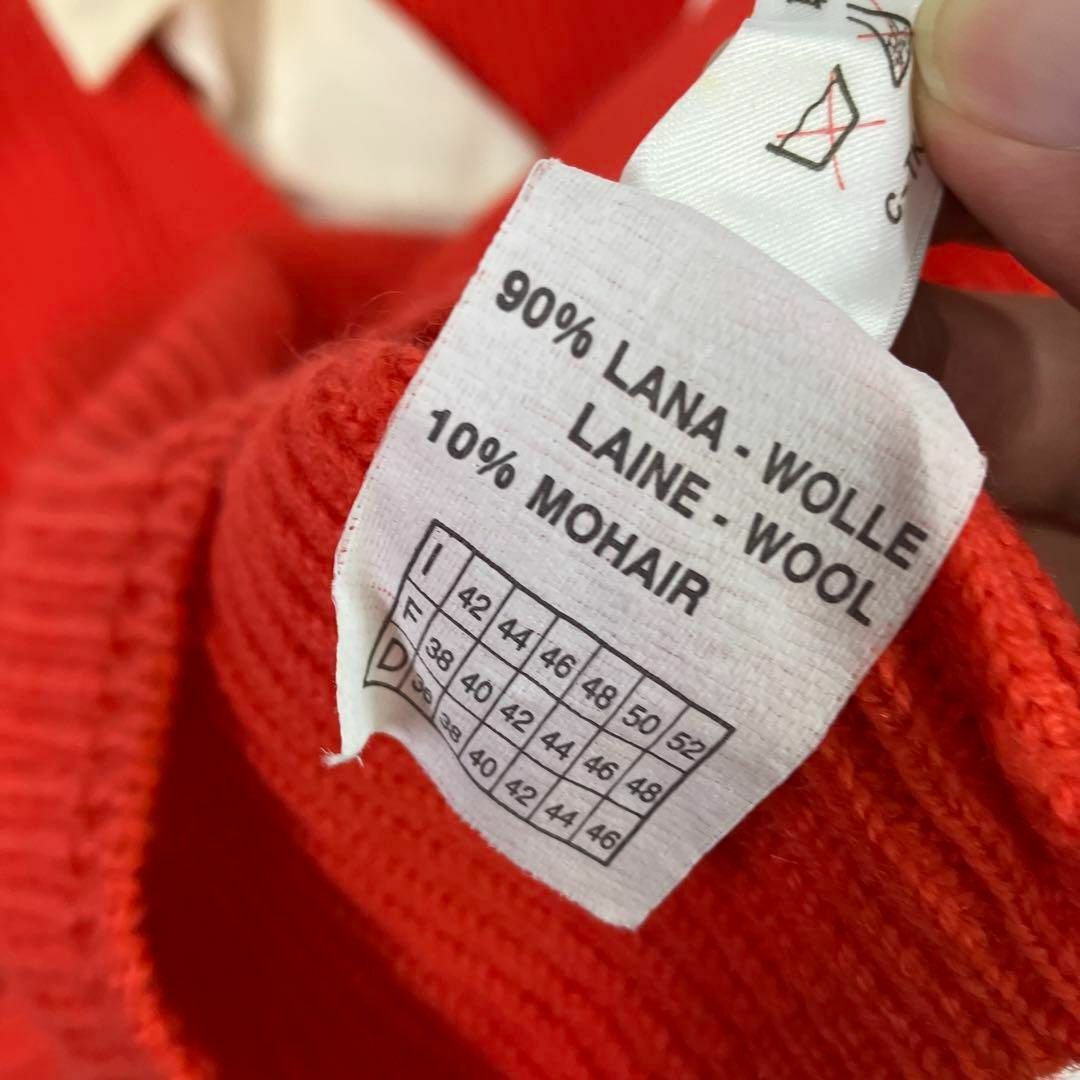 90% LANA - WOLLE
LAINE - WOOL
10% MOHAIR
I 42 44 46 48 50 52
F 38 40 42 44 46 48
D 36 38 40 42 44 46